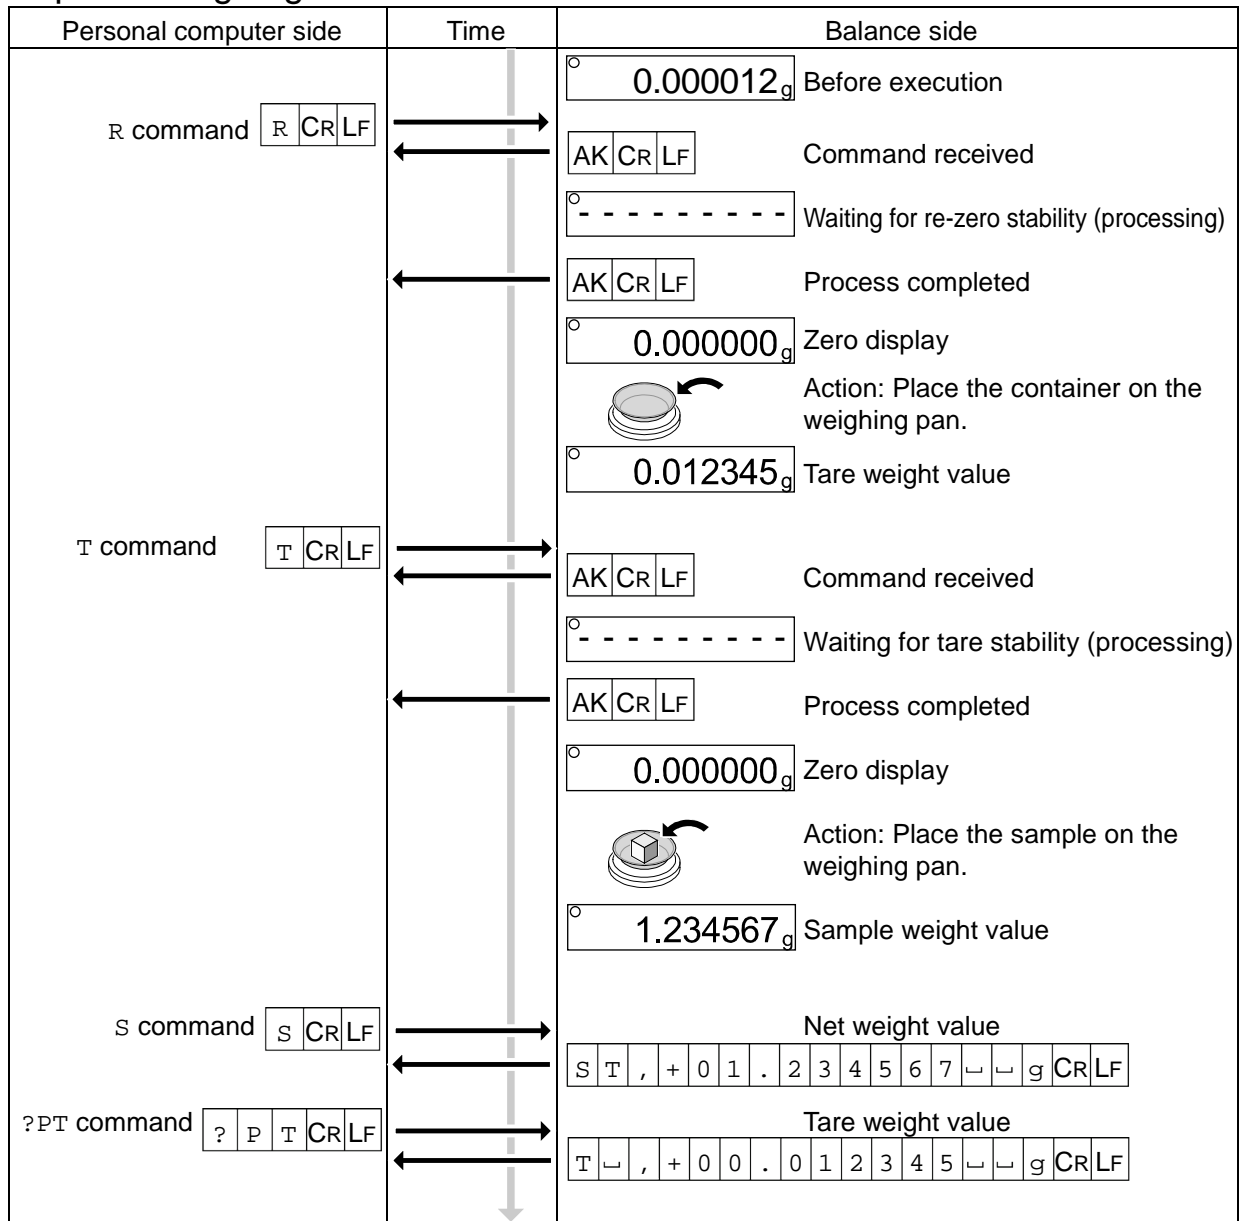 Personal computer side Time Balance side
0.000012 g Before execution
R command R CR LF
AK CR LF Command received
- - - - - - - - - Waiting for re-zero stability (processing)
AK CR LF Process completed
0.000000 g Zero display
Action: Place the container on the
weighing pan.
0.012345 g Tare weight value
T command T CR LF
AK CR LF Command received
- - - - - - - - - Waiting for tare stability (processing)
AK CR LF Process completed
0.000000 g Zero display
Action: Place the sample on the
weighing pan.
1.234567 g Sample weight value
S command S CR LF Net weight value
S T , + 0 1 . 2 3 4 5 6 7 ␣ ␣ g CR LF
?PT command ? P T CR LF Tare weight value
T ␣ , + 0 0 . 0 1 2 3 4 5 ␣ ␣ g CR LF